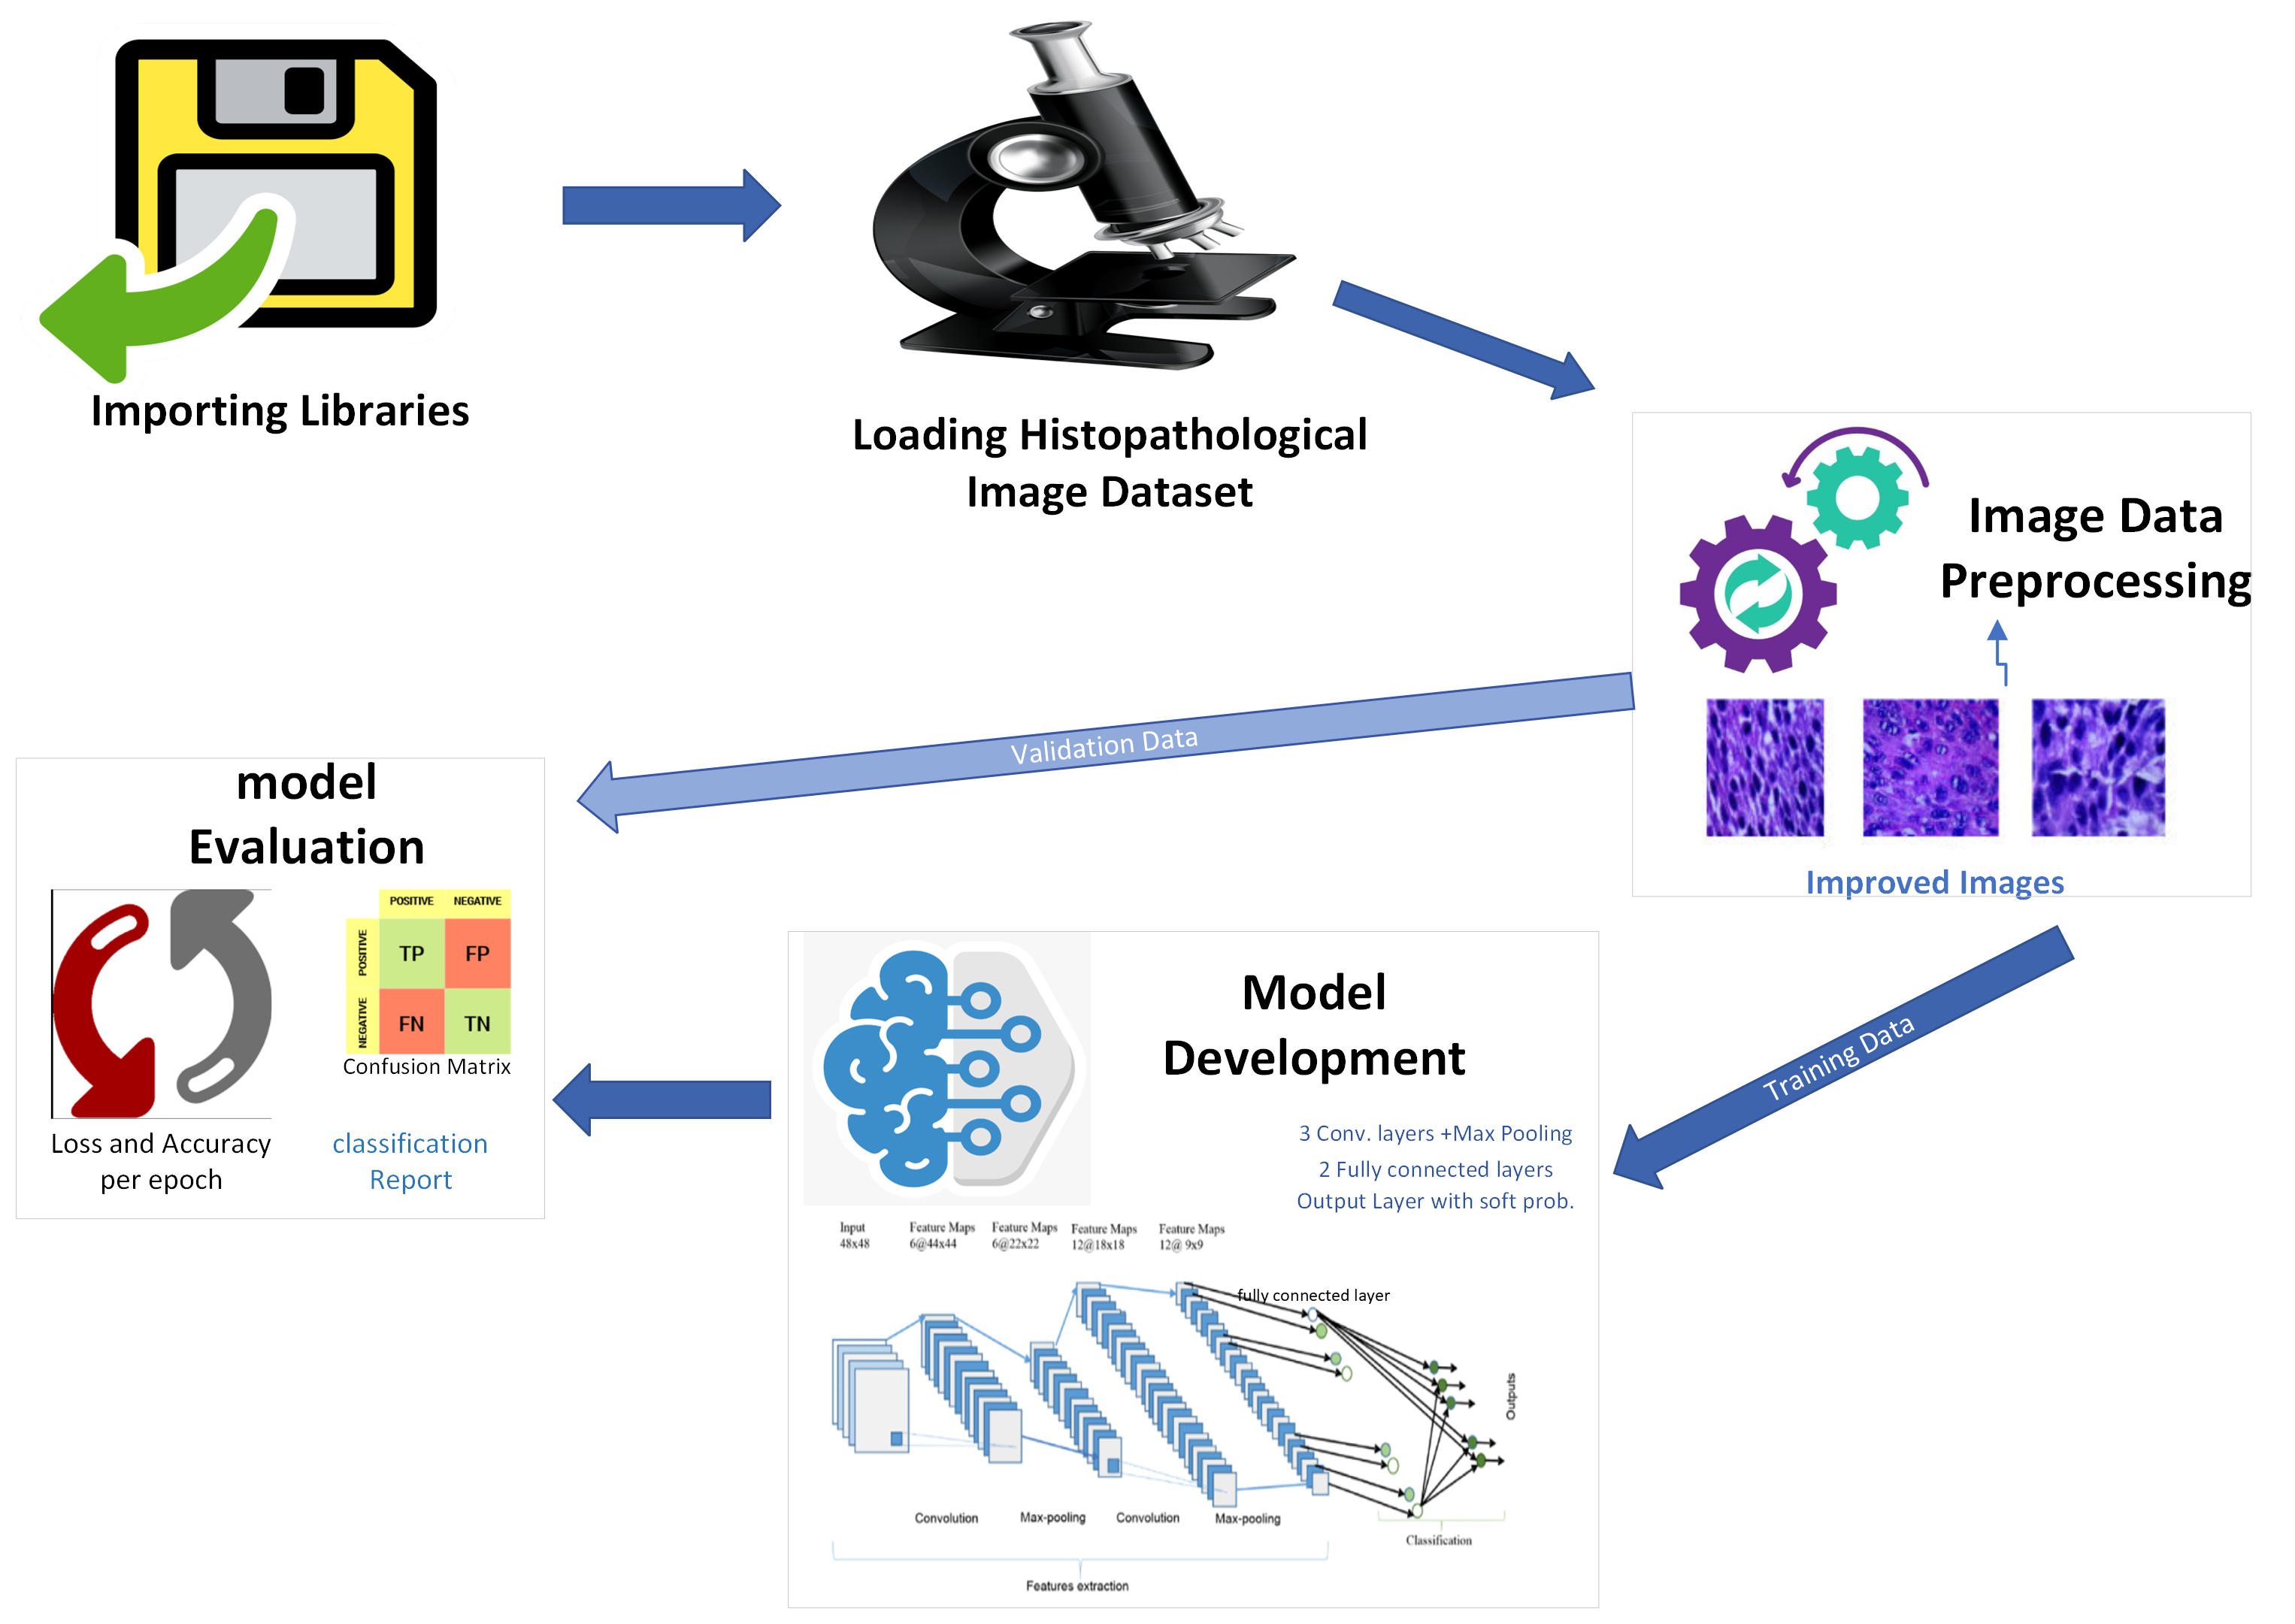 Importing Libraries
Loading Histopathological
Image Dataset
Image Data
Preprocessing
Improved Images
Validation Data
Training Data
model
Evaluation
POSITIVE NEGATIVE
POSITIVE TP FP
NEGATIVE FN TN
Confusion Matrix
Loss and Accuracy
per epoch
classification
Report
Model
Development
3 Conv. layers +Max Pooling
2 Fully connected layers
Output Layer with soft prob.
Input Feature Maps Feature Maps Feature Maps Feature Maps
48x48 6@44x44 6@22x22 12@18x18 12@ 9x9
fully connected layer
Outputs
Convolution Max-pooling Convolution Max-pooling
Classification
Features extraction